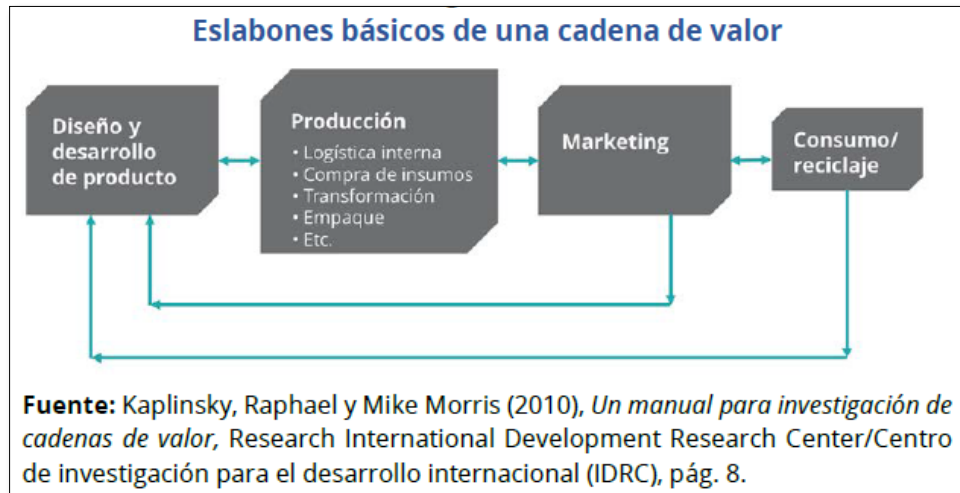 Eslabones básicos de una cadena de valor
Diseño y
desarrollo
de producto
Producción
• Logística interna
• Compra de insumos
• Transformación
• Empaque
• Etc.
Marketing
Consumo/
reciclaje
Fuente: Kaplinsky, Raphael y Mike Morris (2010), Un manual para investigación de
cadenas de valor, Research International Development Research Center/Centro
de investigación para el desarrollo internacional (IDRC), pág. 8.